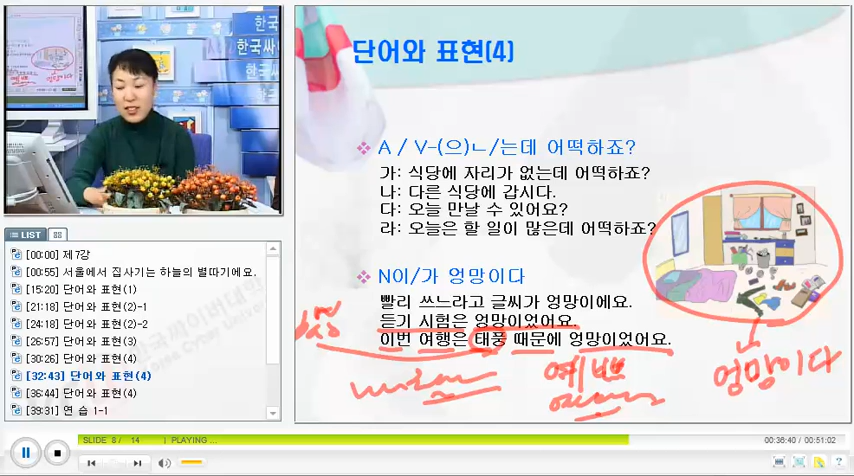 한국
한국싸이
한국싸이버
엉망이다
단어와 표현(4)
A / V-(으)ㄴ/는데 어떡하죠?
가: 식당에 자리가 없는데 어떡하죠?
나: 다른 식당에 갑시다.
다: 오늘 만날 수 있어요?
라: 오늘은 할 일이 많은데 어떡하죠?
N이/가 엉망이다
빨리 쓰느라고 글씨가 엉망이에요.
듣기 시험은 엉망이었어요.
이번 여행은 태풍 때문에 엉망이었어요.
예쁘
엉망이다
LIST
[00:00] 제7강
[00:55] 서울에서 집사기는 하늘의 별따기에요.
[15:20] 단어와 표현(1)
[21:18] 단어와 표현(2)-1
[24:18] 단어와 표현(2)-2
[26:57] 단어와 표현(3)
[30:26] 단어와 표현(4)
[32:43] 단어와 표현(4)
[36:44] 단어와 표현(4)
[39:31] 연 습 1-1
SLIDE 8 / 14 | PLAYING ...
00:36:40 / 00:51:02